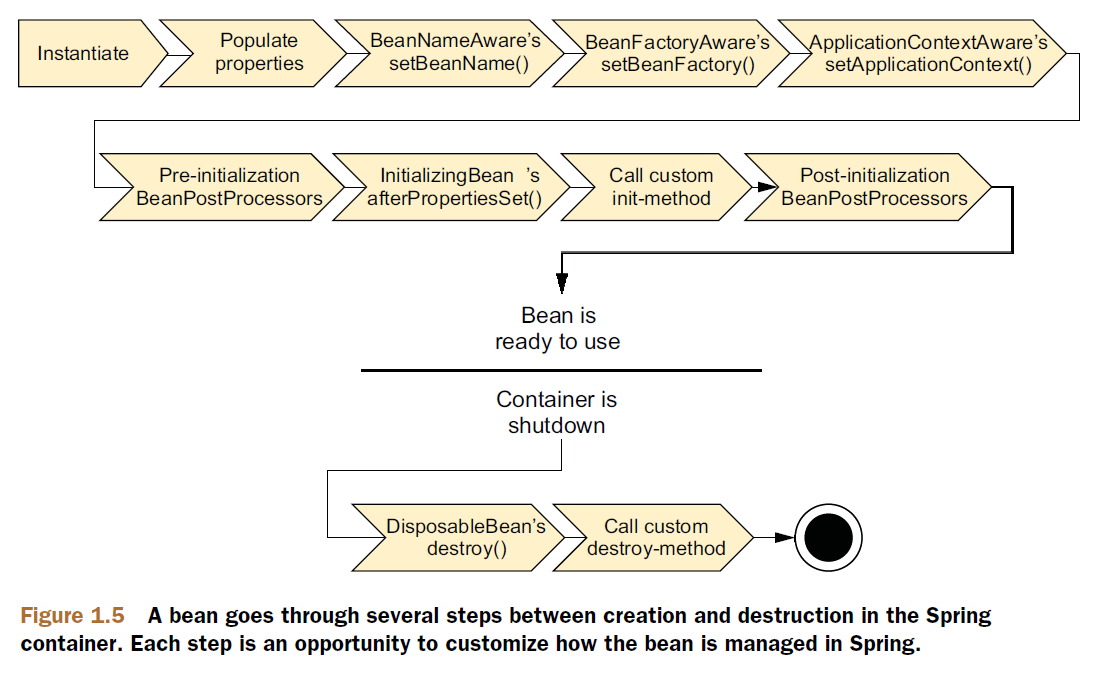 Instantiate
Populate
properties
BeanNameAware's
setBeanName()
BeanFactoryAware's
setBeanFactory()
ApplicationContextAware's
setApplicationContext()
Pre-initialization
BeanPostProcessors
InitializingBean 's
afterPropertiesSet()
Call custom
init-method
Post-initialization
BeanPostProcessors
Bean is
ready to use
Container is
shutdown
DisposableBean's
destroy()
Call custom
destroy-method
Figure 1.5 A bean goes through several steps between creation and destruction in the Spring
container. Each step is an opportunity to customize how the bean is managed in Spring.